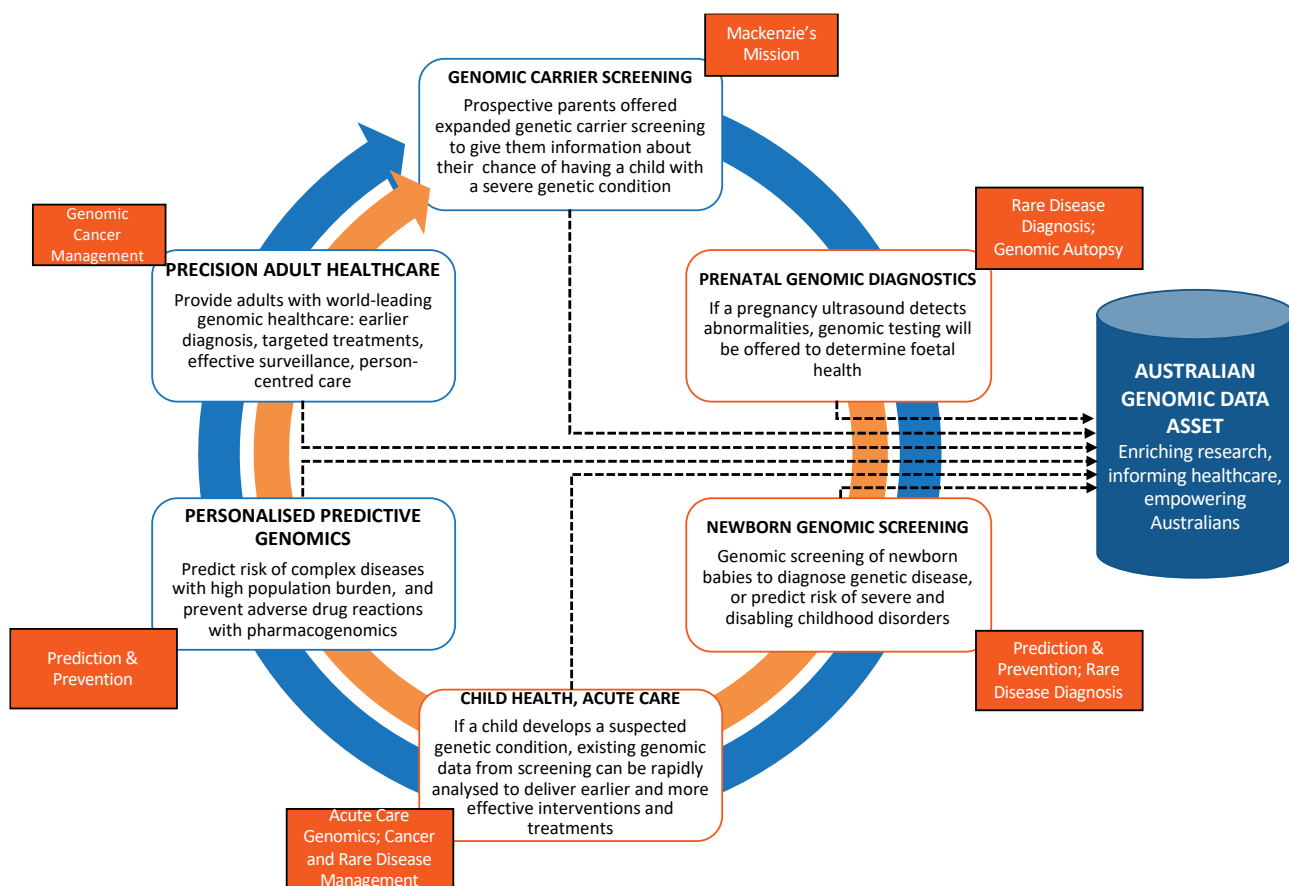 Mackenzie's
Mission
GENOMIC CARRIER SCREENING
Prospective parents offered
expanded genetic carrier screening
to give them information about
their chance of having a child with
a severe genetic condition
Rare Disease
Diagnosis;
Genomic Autopsy
PRENATAL GENOMIC DIAGNOSTICS
If a pregnancy ultrasound detects
abnormalities, genomic testing will
be offered to determine foetal
health
AUSTRALIAN
GENOMIC DATA
ASSET
Enriching research,
informing healthcare,
empowering
Australians
NEWBORN GENOMIC SCREENING
Genomic screening of newborn
babies to diagnose genetic disease,
or predict risk of severe and
disabling childhood disorders
Prediction &
Prevention; Rare
Disease Diagnosis
CHILD HEALTH, ACUTE CARE
If a child develops a suspected
genetic condition, existing genomic
data from screening can be rapidly
analysed to deliver earlier and more
effective interventions and
treatments
Acute Care
Genomics; Cancer
and Rare Disease
Management
PERSONALISED PREDICTIVE
GENOMICS
Predict risk of complex diseases
with high population burden, and
prevent adverse drug reactions
with pharmacogenomics
Prediction &
Prevention
Genomic
Cancer
Management
PRECISION ADULT HEALTHCARE
Provide adults with world-leading
genomic healthcare: earlier
diagnosis, targeted treatments,
effective surveillance, person-
centred care